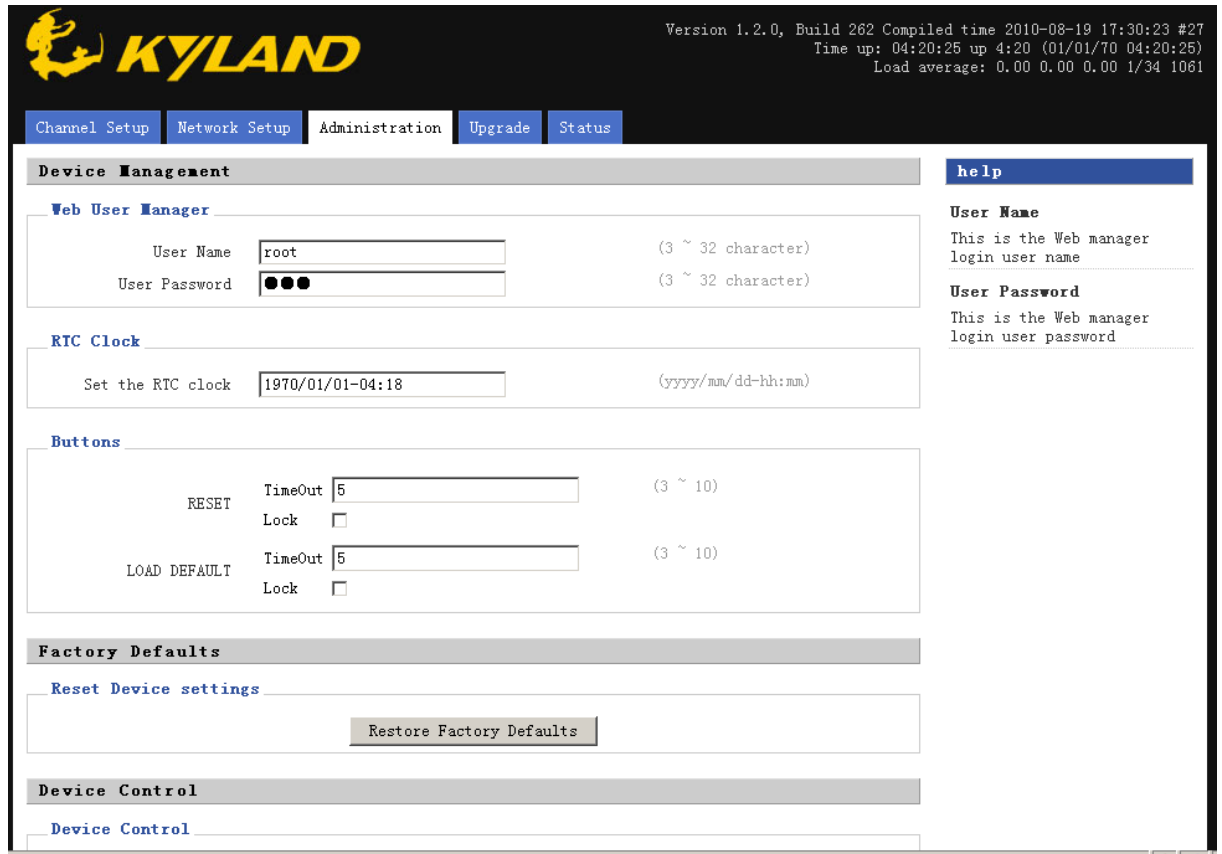 KYLAND
Version 1.2.0, Build 262 Compiled time 2010-08-19 17:30:23 #27
Time up: 04:20:25 up 4:20 (01/01/70 04:20:25)
Load average: 0.00 0.00 0.00 1/34 1061
Channel Setup Network Setup Administration Upgrade Status
Device Management
Web User Manager
User Name root (3 ~ 32 character)
User Password ●●● (3 ~ 32 character)
RTC Clock
Set the RTC clock 1970/01/01-04:18 (yyyy/mm/dd-hh:mm)
Buttons
RESET
TimeOut 5 (3 ~ 10)
Lock
LOAD DEFAULT
TimeOut 5 (3 ~ 10)
Lock
Factory Defaults
Reset Device settings
Restore Factory Defaults
Device Control
Device Control
help
User Name
This is the Web manager
login user name
User Password
This is the Web manager
login user password